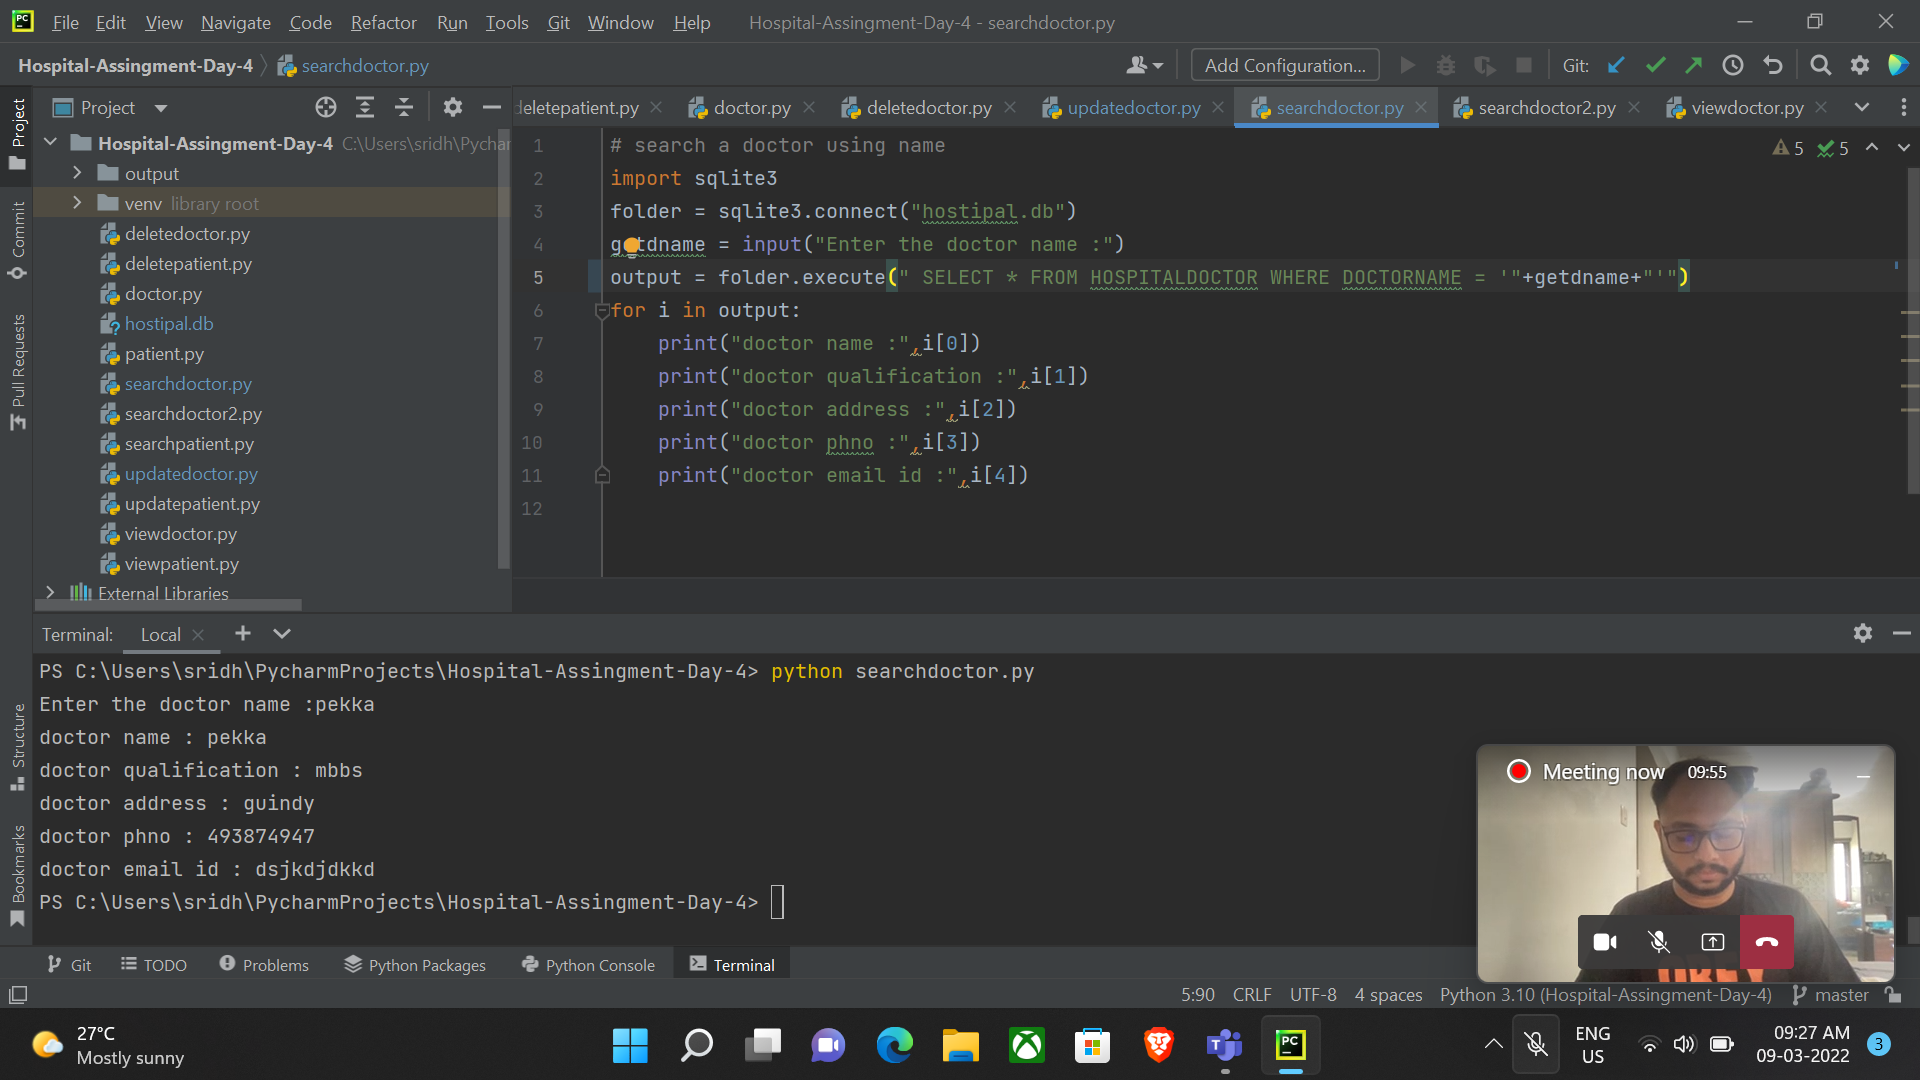 File Edit View Navigate Code Refactor Run Tools Git Window Help Hospital-Assingment-Day-4 - searchdoctor.py
Hospital-Assingment-Day-4 searchdoctor.py Add Configuration... Git:
Project
deletepatient.py doctor.py deletedoctor.py updatedoctor.py searchdoctor.py searchdoctor2.py viewdoctor.py
Project
Commit
Pull Requests
Structure
Bookmarks
Hospital-Assingment-Day-4 C:\Users\sridh\Pychar
output
venv library root
deletedoctor.py
deletepatient.py
doctor.py
hostipal.db
patient.py
searchdoctor.py
searchdoctor2.py
searchpatient.py
updatedoctor.py
updatepatient.py
viewdoctor.py
viewpatient.py
External Libraries
5 5
1 # search a doctor using name
2 import sqlite3
3 folder = sqlite3.connect("hostipal.db")
4 getdname = input("Enter the doctor name :")
5 output = folder.execute(" SELECT * FROM HOSPITALDOCTOR WHERE DOCTORNAME = '"+getdname+"'")
6 for i in output:
7 print("doctor name :",i[0])
8 print("doctor qualification :",i[1])
9 print("doctor address :",i[2])
10 print("doctor phno :",i[3])
11 print("doctor email id :",i[4])
12
Terminal: Local
PS C:\Users\sridh\PycharmProjects\Hospital-Assingment-Day-4> python searchdoctor.py
Enter the doctor name :pekka
doctor name : pekka
doctor qualification : mbbs
doctor address : guindy
doctor phno : 493874947
doctor email id : dsjkdjdkkd
PS C:\Users\sridh\PycharmProjects\Hospital-Assingment-Day-4>
Meeting now 09:55
OBEY
Git TODO Problems Python Packages Python Console Terminal
5:90 CRLF UTF-8 4 spaces Python 3.10 (Hospital-Assingment-Day-4) master
27°C
Mostly sunny
PC
ENG
US
09:27 AM
09-03-2022
3